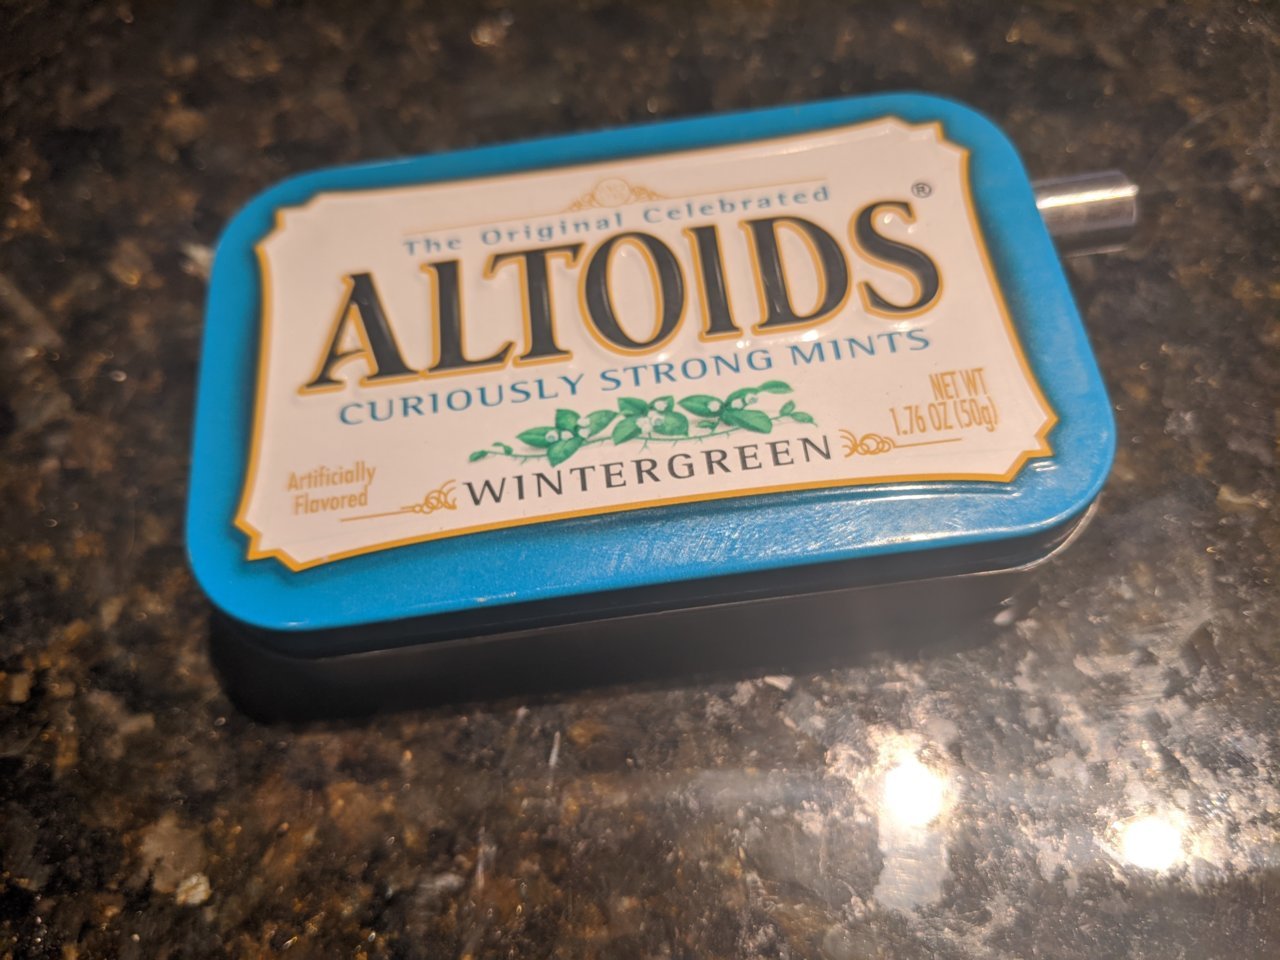 The Original Celebrated
ALTOIDS®
CURIOUSLY STRONG MINTS
NET WT
1.76 OZ (50g)
Artificially
Flavored
WINTERGREEN